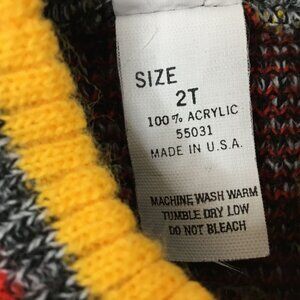 SIZE
2T
100% ACRYLIC
55031
MADE IN U.S.A.
MACHINE WASH WARM
TUMBLE DRY LOW
DO NOT BLEACH